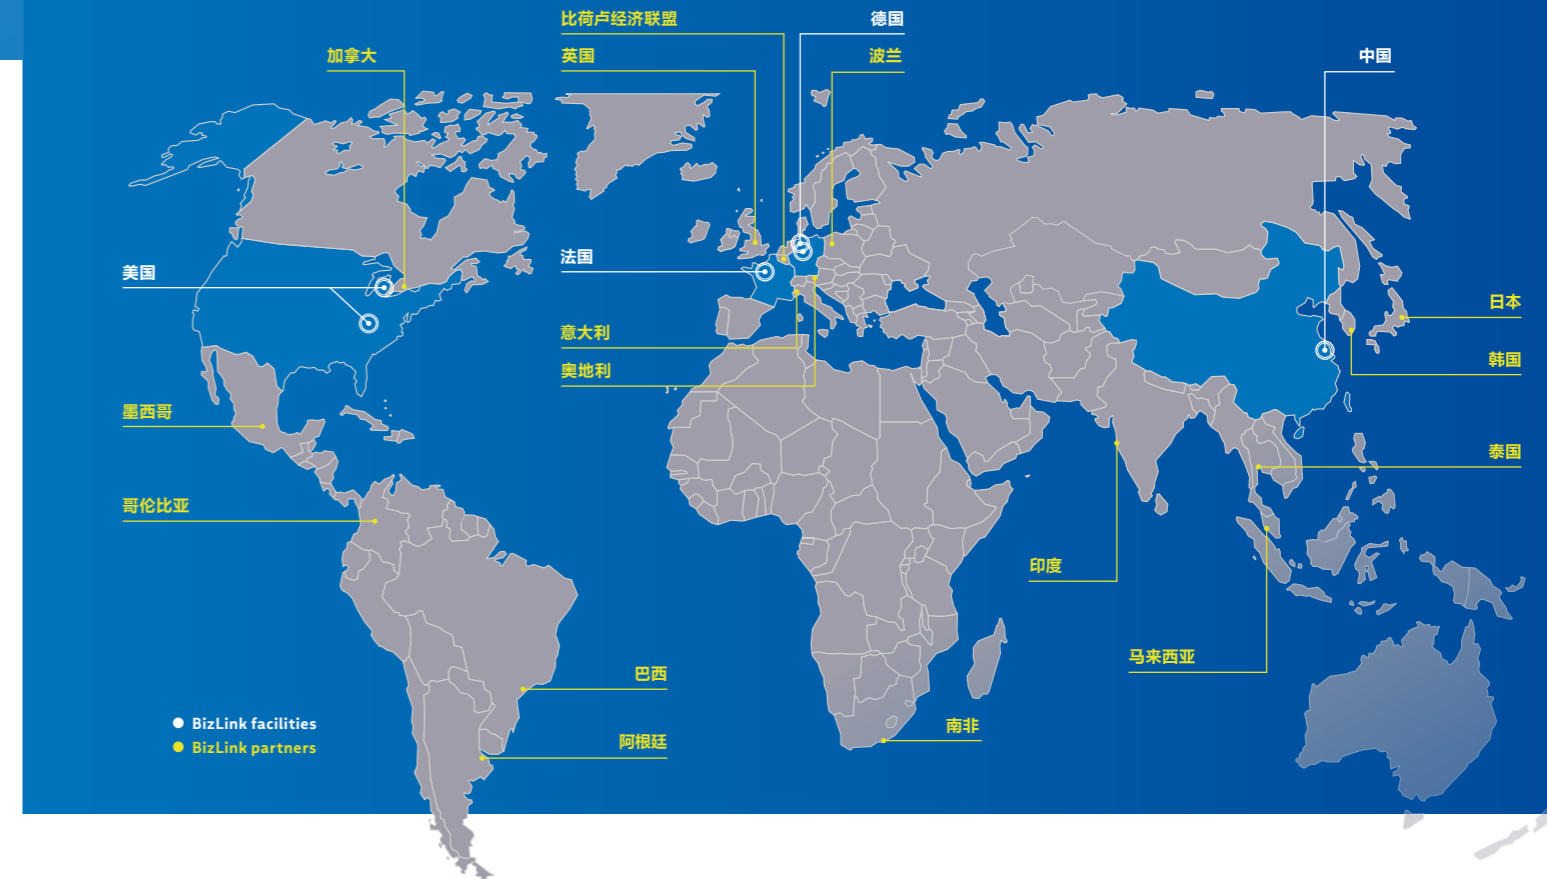 比荷卢经济联盟
德国
加拿大
英国
波兰
中国
美国
法国
日本
意大利
韩国
奥地利
墨西哥
泰国
哥伦比亚
印度
马来西亚
巴西
BizLink facilities
南非
BizLink partners
阿根廷